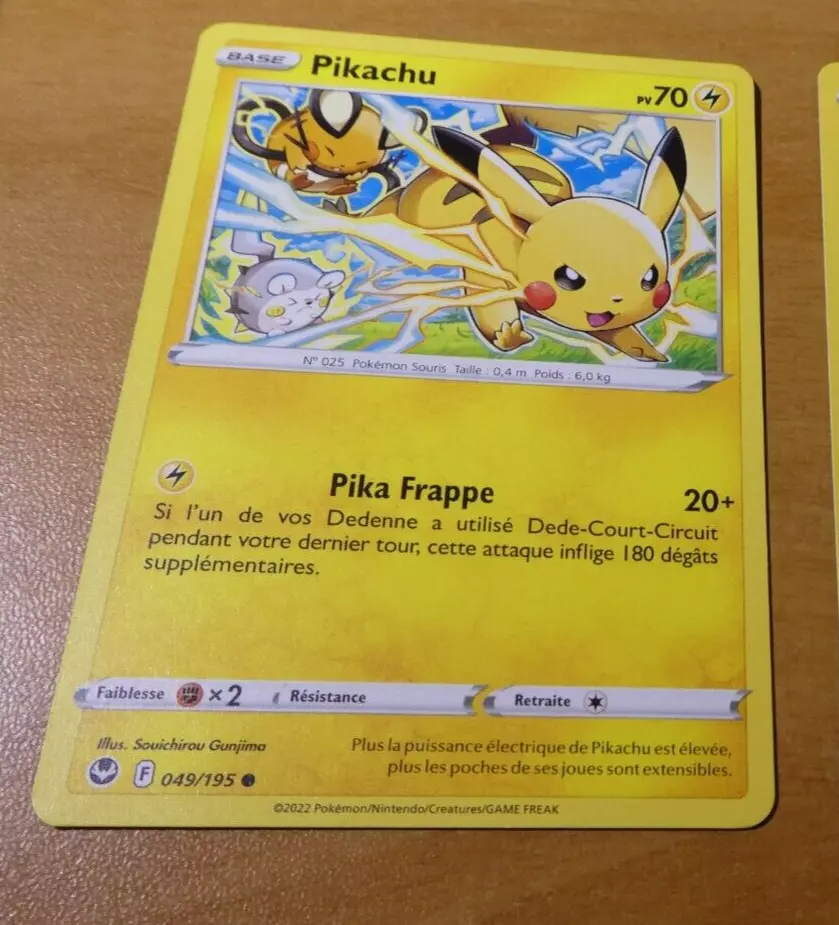 BASE
Pikachu
PV 70
N° 025 Pokémon Souris Taille : 0,4 m Poids : 6,0 kg
Pika Frappe 20+
Si l'un de vos Dedenne a utilisé Dede-Court-Circuit
pendant votre dernier tour, cette attaque inflige 180 dégâts
supplémentaires.
Faiblesse ×2 Résistance Retraite
Illus. Souichirou Gunjima
Plus la puissance électrique de Pikachu est élevée,
plus les poches de ses joues sont extensibles.
F 049/195
©2022 Pokémon/Nintendo/Creatures/GAME FREAK